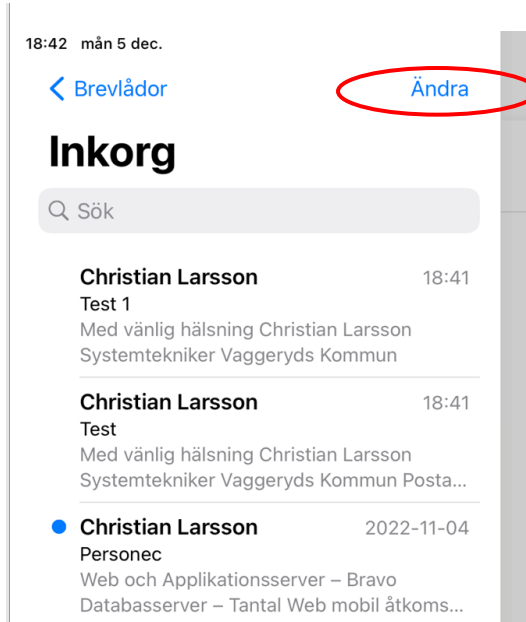 18:42 mån 5 dec.
Brevlådor Ändra
Inkorg
Sök
Christian Larsson 18:41
Test 1
Med vänlig hälsning Christian Larsson
Systemtekniker Vaggeryds Kommun
Christian Larsson 18:41
Test
Med vänlig hälsning Christian Larsson
Systemtekniker Vaggeryds Kommun Posta...
Christian Larsson 2022-11-04
Personec
Web och Applikationsserver – Bravo
Databasserver – Tantal Web mobil åtkoms...